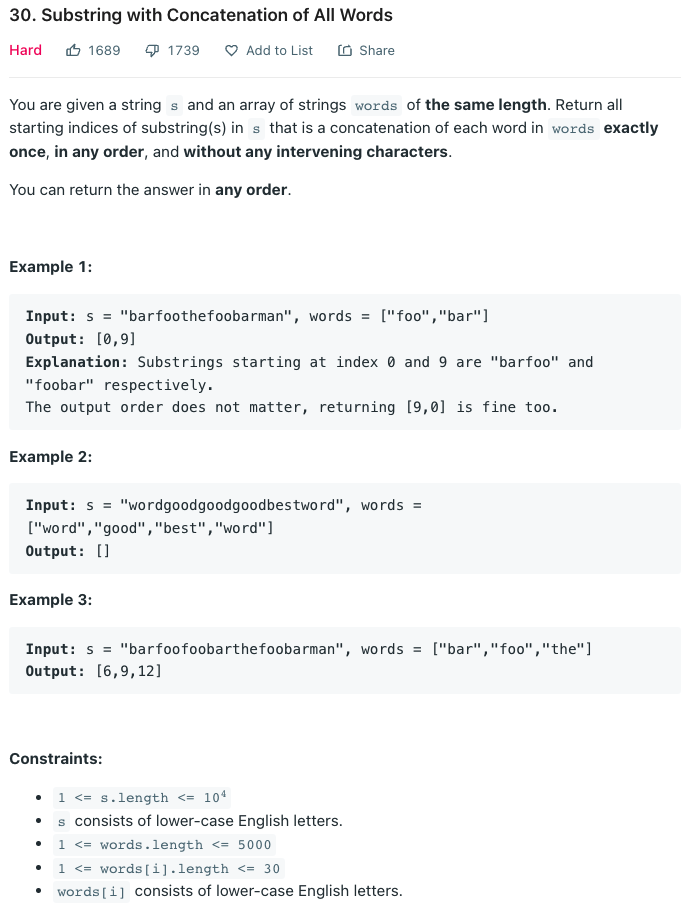 30. Substring with Concatenation of All Words
Hard 1689 1739 Add to List Share
You are given a string s and an array of strings words of the same length. Return all
starting indices of substring(s) in s that is a concatenation of each word in words exactly
once, in any order, and without any intervening characters.
You can return the answer in any order.
Example 1:
Input: s = "barfoothefoobarman", words = ["foo","bar"]
Output: [0,9]
Explanation: Substrings starting at index 0 and 9 are "barfoo" and
"foobar" respectively.
The output order does not matter, returning [9,0] is fine too.
Example 2:
Input: s = "wordgoodgoodgoodbestword", words =
["word","good","best","word"]
Output: []
Example 3:
Input: s = "barfoofoobarthefoobarman", words = ["bar","foo","the"]
Output: [6,9,12]
Constraints:
• 1 <= s.length <= 10⁴
• s consists of lower-case English letters.
• 1 <= words.length <= 5000
• 1 <= words[i].length <= 30
• words[i] consists of lower-case English letters.